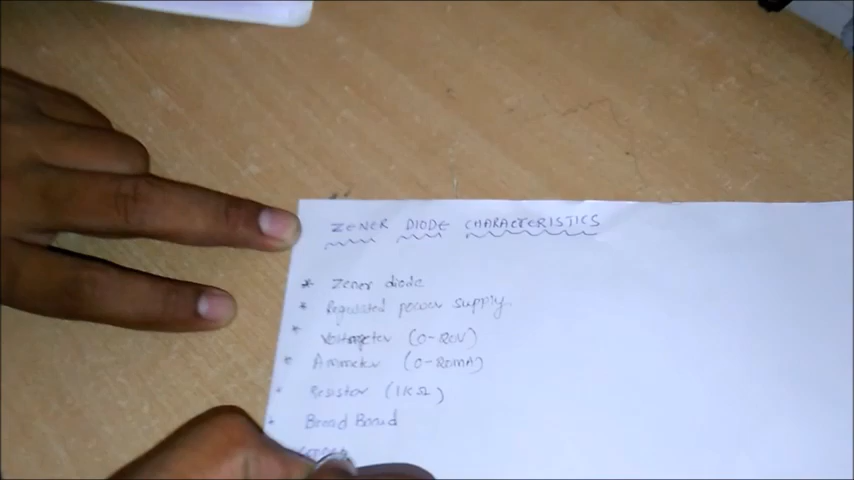 ZENER DIODE CHARACTERISTICS
* Zener diode
* Regulated power supply
* Voltmeter (0-20V)
* Ammeter (0-20mA)
* Resistor (1KΩ)
* Bread Board